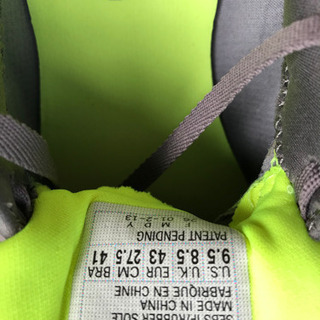 SEBS/RUBBER SOLE
MADE IN CHINA
FABRIQUE EN CHINE
U.S. U.K. EUR CM BRA
9.5 8.5 43 27.5 41
PATENT PENDING
F M D Y